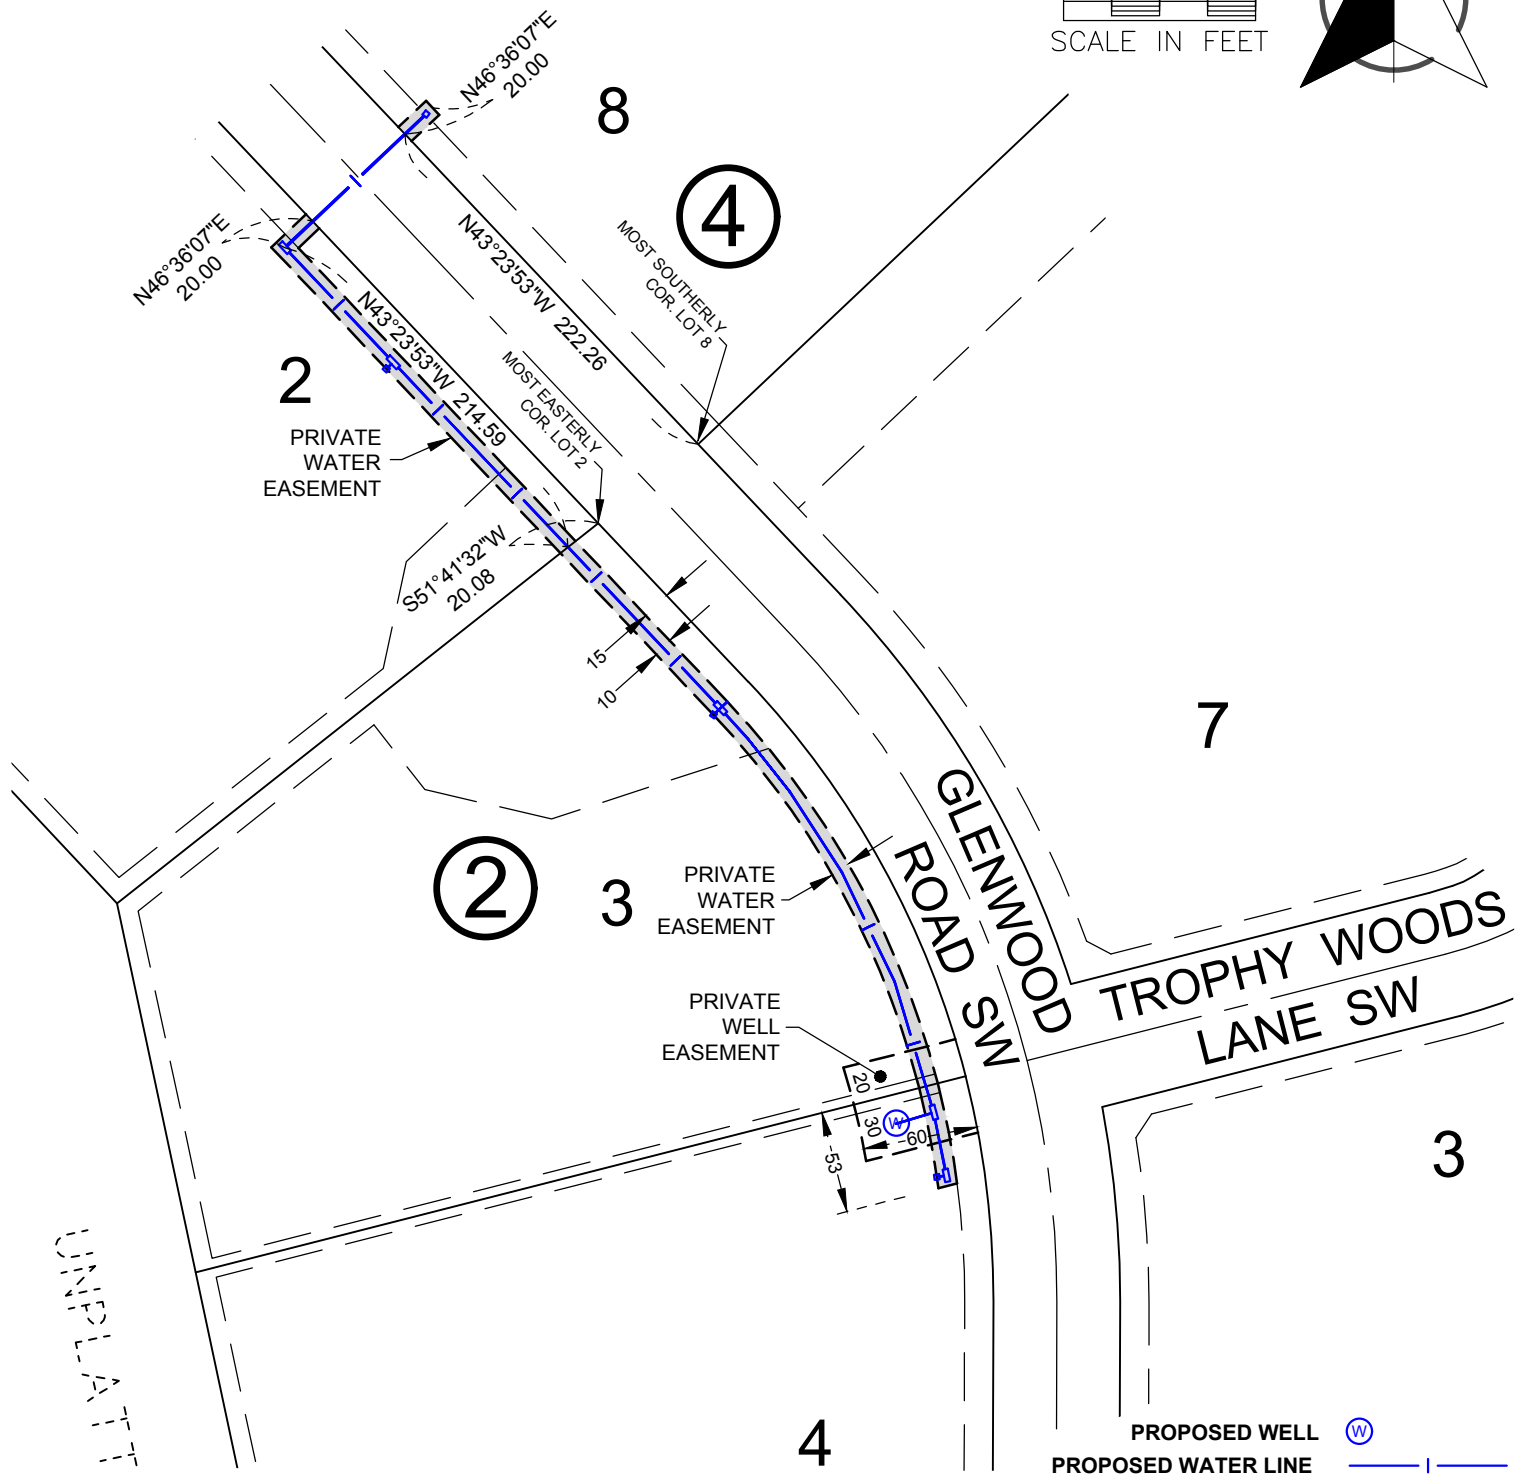 SCALE IN FEET
N46°36'07"E
20.00
8
4
N43°23'53"W 222.26
MOST SOUTHERLY
COR. LOT 8
N46°36'07"E
20.00
N43°23'53"W 214.59
2
PRIVATE
WATER
EASEMENT
MOST EASTERLY
COR. LOT 2
S51°41'32"W
20.08
15
10
7
GLENWOOD
ROAD SW
2
3
PRIVATE
WATER
EASEMENT
TROPHY WOODS
LANE SW
PRIVATE
WELL
EASEMENT
20
30
W
60
53
3
UNPLATT
4
PROPOSED WELL W
PROPOSED WATER LINE